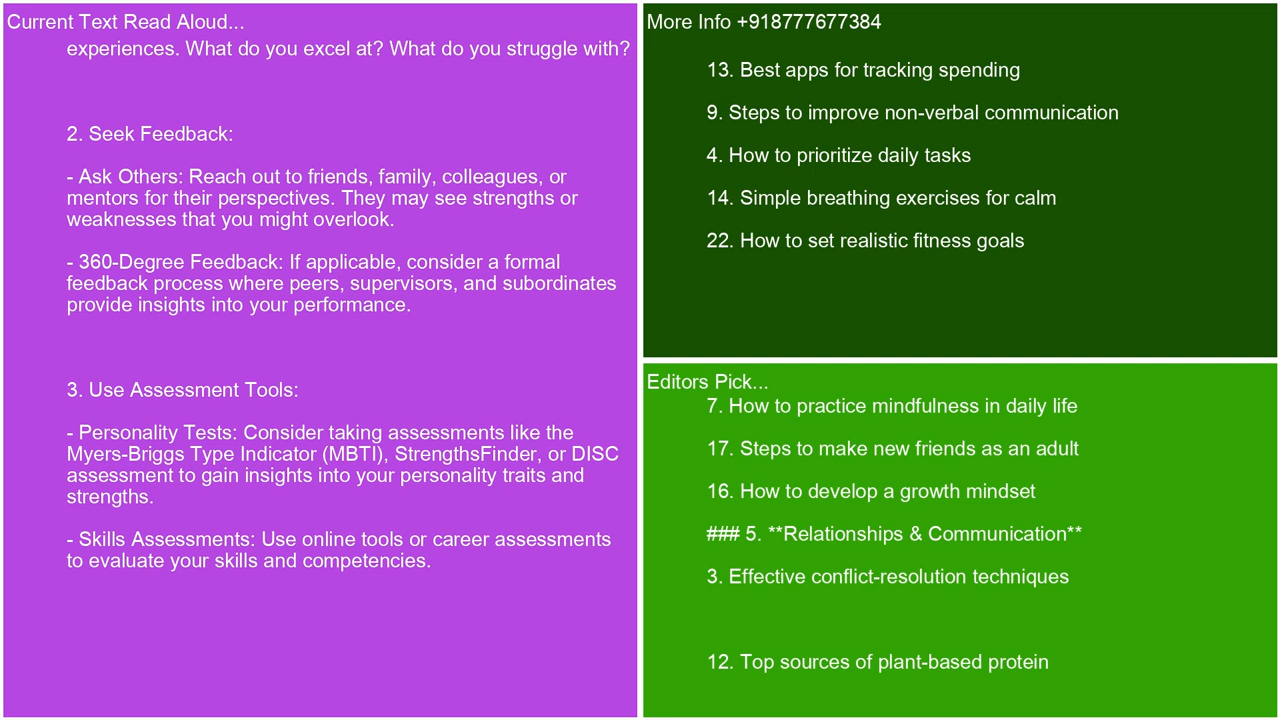 Current Text Read Aloud...
experiences. What do you excel at? What do you struggle with?
2. Seek Feedback:
- Ask Others: Reach out to friends, family, colleagues, or
mentors for their perspectives. They may see strengths or
weaknesses that you might overlook.
- 360-Degree Feedback: If applicable, consider a formal
feedback process where peers, supervisors, and subordinates
provide insights into your performance.
3. Use Assessment Tools:
- Personality Tests: Consider taking assessments like the
Myers-Briggs Type Indicator (MBTI), StrengthsFinder, or DISC
assessment to gain insights into your personality traits and
strengths.
- Skills Assessments: Use online tools or career assessments
to evaluate your skills and competencies.
More Info +918777677384
13. Best apps for tracking spending
9. Steps to improve non-verbal communication
4. How to prioritize daily tasks
14. Simple breathing exercises for calm
22. How to set realistic fitness goals
Editors Pick...
7. How to practice mindfulness in daily life
17. Steps to make new friends as an adult
16. How to develop a growth mindset
### 5. **Relationships & Communication**
3. Effective conflict-resolution techniques
12. Top sources of plant-based protein